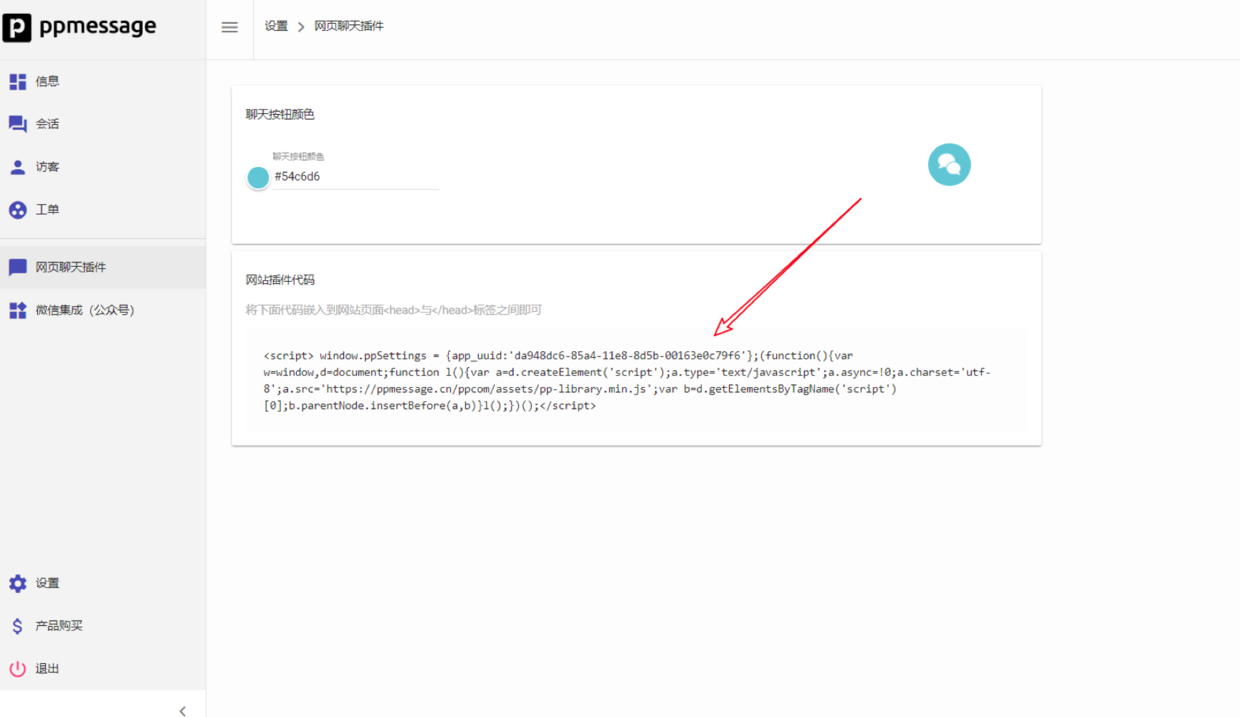 ppmessage
设置 > 网页聊天插件
信息
会话
访客
工单
网页聊天插件
微信集成（公众号）
设置
产品购买
退出
聊天按钮颜色
聊天按钮颜色
#54c6d6
网站插件代码
将下面代码嵌入到网站页面<head>与</head>标签之间即可
<script> window.ppSettings = {app_uuid:'da948dc6-85a4-11e8-8d5b-00163e0c79f6'};(function(){var
w=window,d=document;function l(){var a=d.createElement('script');a.type='text/javascript';a.async=!0;a.charset='utf-
8';a.src='https://ppmessage.cn/ppcom/assets/pp-library.min.js';var b=d.getElementsByTagName('script')
[0];b.parentNode.insertBefore(a,b)}l();})();</script>